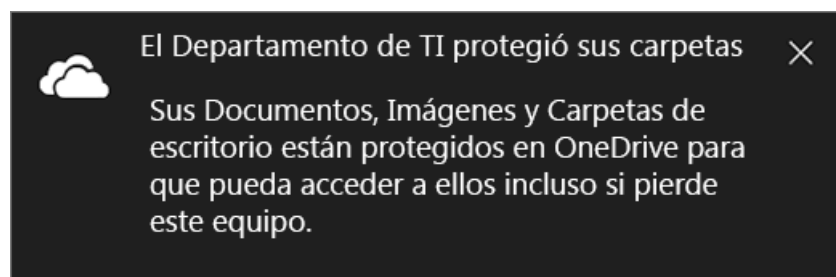 El Departamento de TI protegió sus carpetas
Sus Documentos, Imágenes y Carpetas de
escritorio están protegidos en OneDrive para
que pueda acceder a ellos incluso si pierde
este equipo.